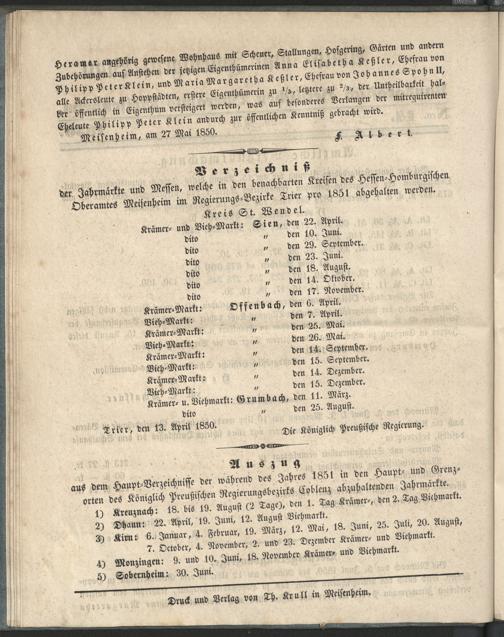 Heramer angehörig gewesene Wohnhaus mit Scheuer, Stallungen, Hofgering, Gärten und andern
Zubehörungen auf Anstehen der jetzigen Eigenthümerinen Anna Elisabetha Keßler, Ehefrau von
Philipp Peter Klein, und Maria Margaretha Keßler, Ehefrau von Johannes Spohn II,
alle Ackersleute zu Hoppstädten, erstere Eigenthümerin zu 1/3, letztere zu 2/3, der Untheilbarkeit hal-
ber öffentlich in Eigenthum versteigert werden, was auf besonderes Verlangen der mitrequirenten
Eheleute Philipp Peter Klein andurch zur öffentlichen Kenntniß gebracht wird.
Meisenheim, am 27 Mai 1850.
F. Albert
Verzeichniß
der Jahrmärkte und Messen, welche in den benachbarten Kreisen des Hessen-Homburgischen
Oberamtes Meisenheim im Regierungs-Bezirke Trier pro 1851 abgehalten werden.
Kreis St. Wendel.
Krämer- und Vieh-Markt: Sien, den 22. April.
dito „ den 10. Juni.
dito „ den 29. September.
dito „ den 23. Juni.
dito „ den 18. August.
dito „ den 14. Oktober.
dito „ den 17. November.
Krämer-Markt: Offenbach, den 6. April.
Vieh-Markt: „ den 7. April.
Krämer-Markt: „ den 25. Mai.
Vieh-Markt: „ den 26. Mai.
Krämer-Markt: „ den 14. September.
Vieh-Markt: „ den 15. September.
Krämer-Markt: „ den 14. Dezember.
Vieh-Markt: „ den 15. Dezember.
Krämer- u. Viehmarkt: Grumbach, den 11. März.
dito „ den 25. August.
Trier, den 13. April 1850. Die Königlich Preußische Regierung.
Auszug
aus dem Haupt-Verzeichnisse der während des Jahres 1851 in den Haupt- und Grenz-
orten des Königlich Preußischen Regierungsbezirks Coblenz abzuhaltenden Jahrmärkte.
1) Kreuznach: 18. bis 19. August (2 Tage), den 1. Tag Krämer-, den 2. Tag Viehmarkt.
2) Dhaun: 22. April, 19. Juni, 12. August Viehmarkt.
3) Kirn: 6. Januar, 4. Februar, 19. März, 12. Mai, 18. Juni, 25. Juli, 20. August,
7. October, 4. November, 2. und 23. Dezember Krämer- und Viehmarkt.
4) Monzingen: 9. und 10. Juni, 18. November Krämer- und Viehmarkt.
5) Sobernheim: 30. Juni.
Druck und Verlag von Th. Krull in Meisenheim.